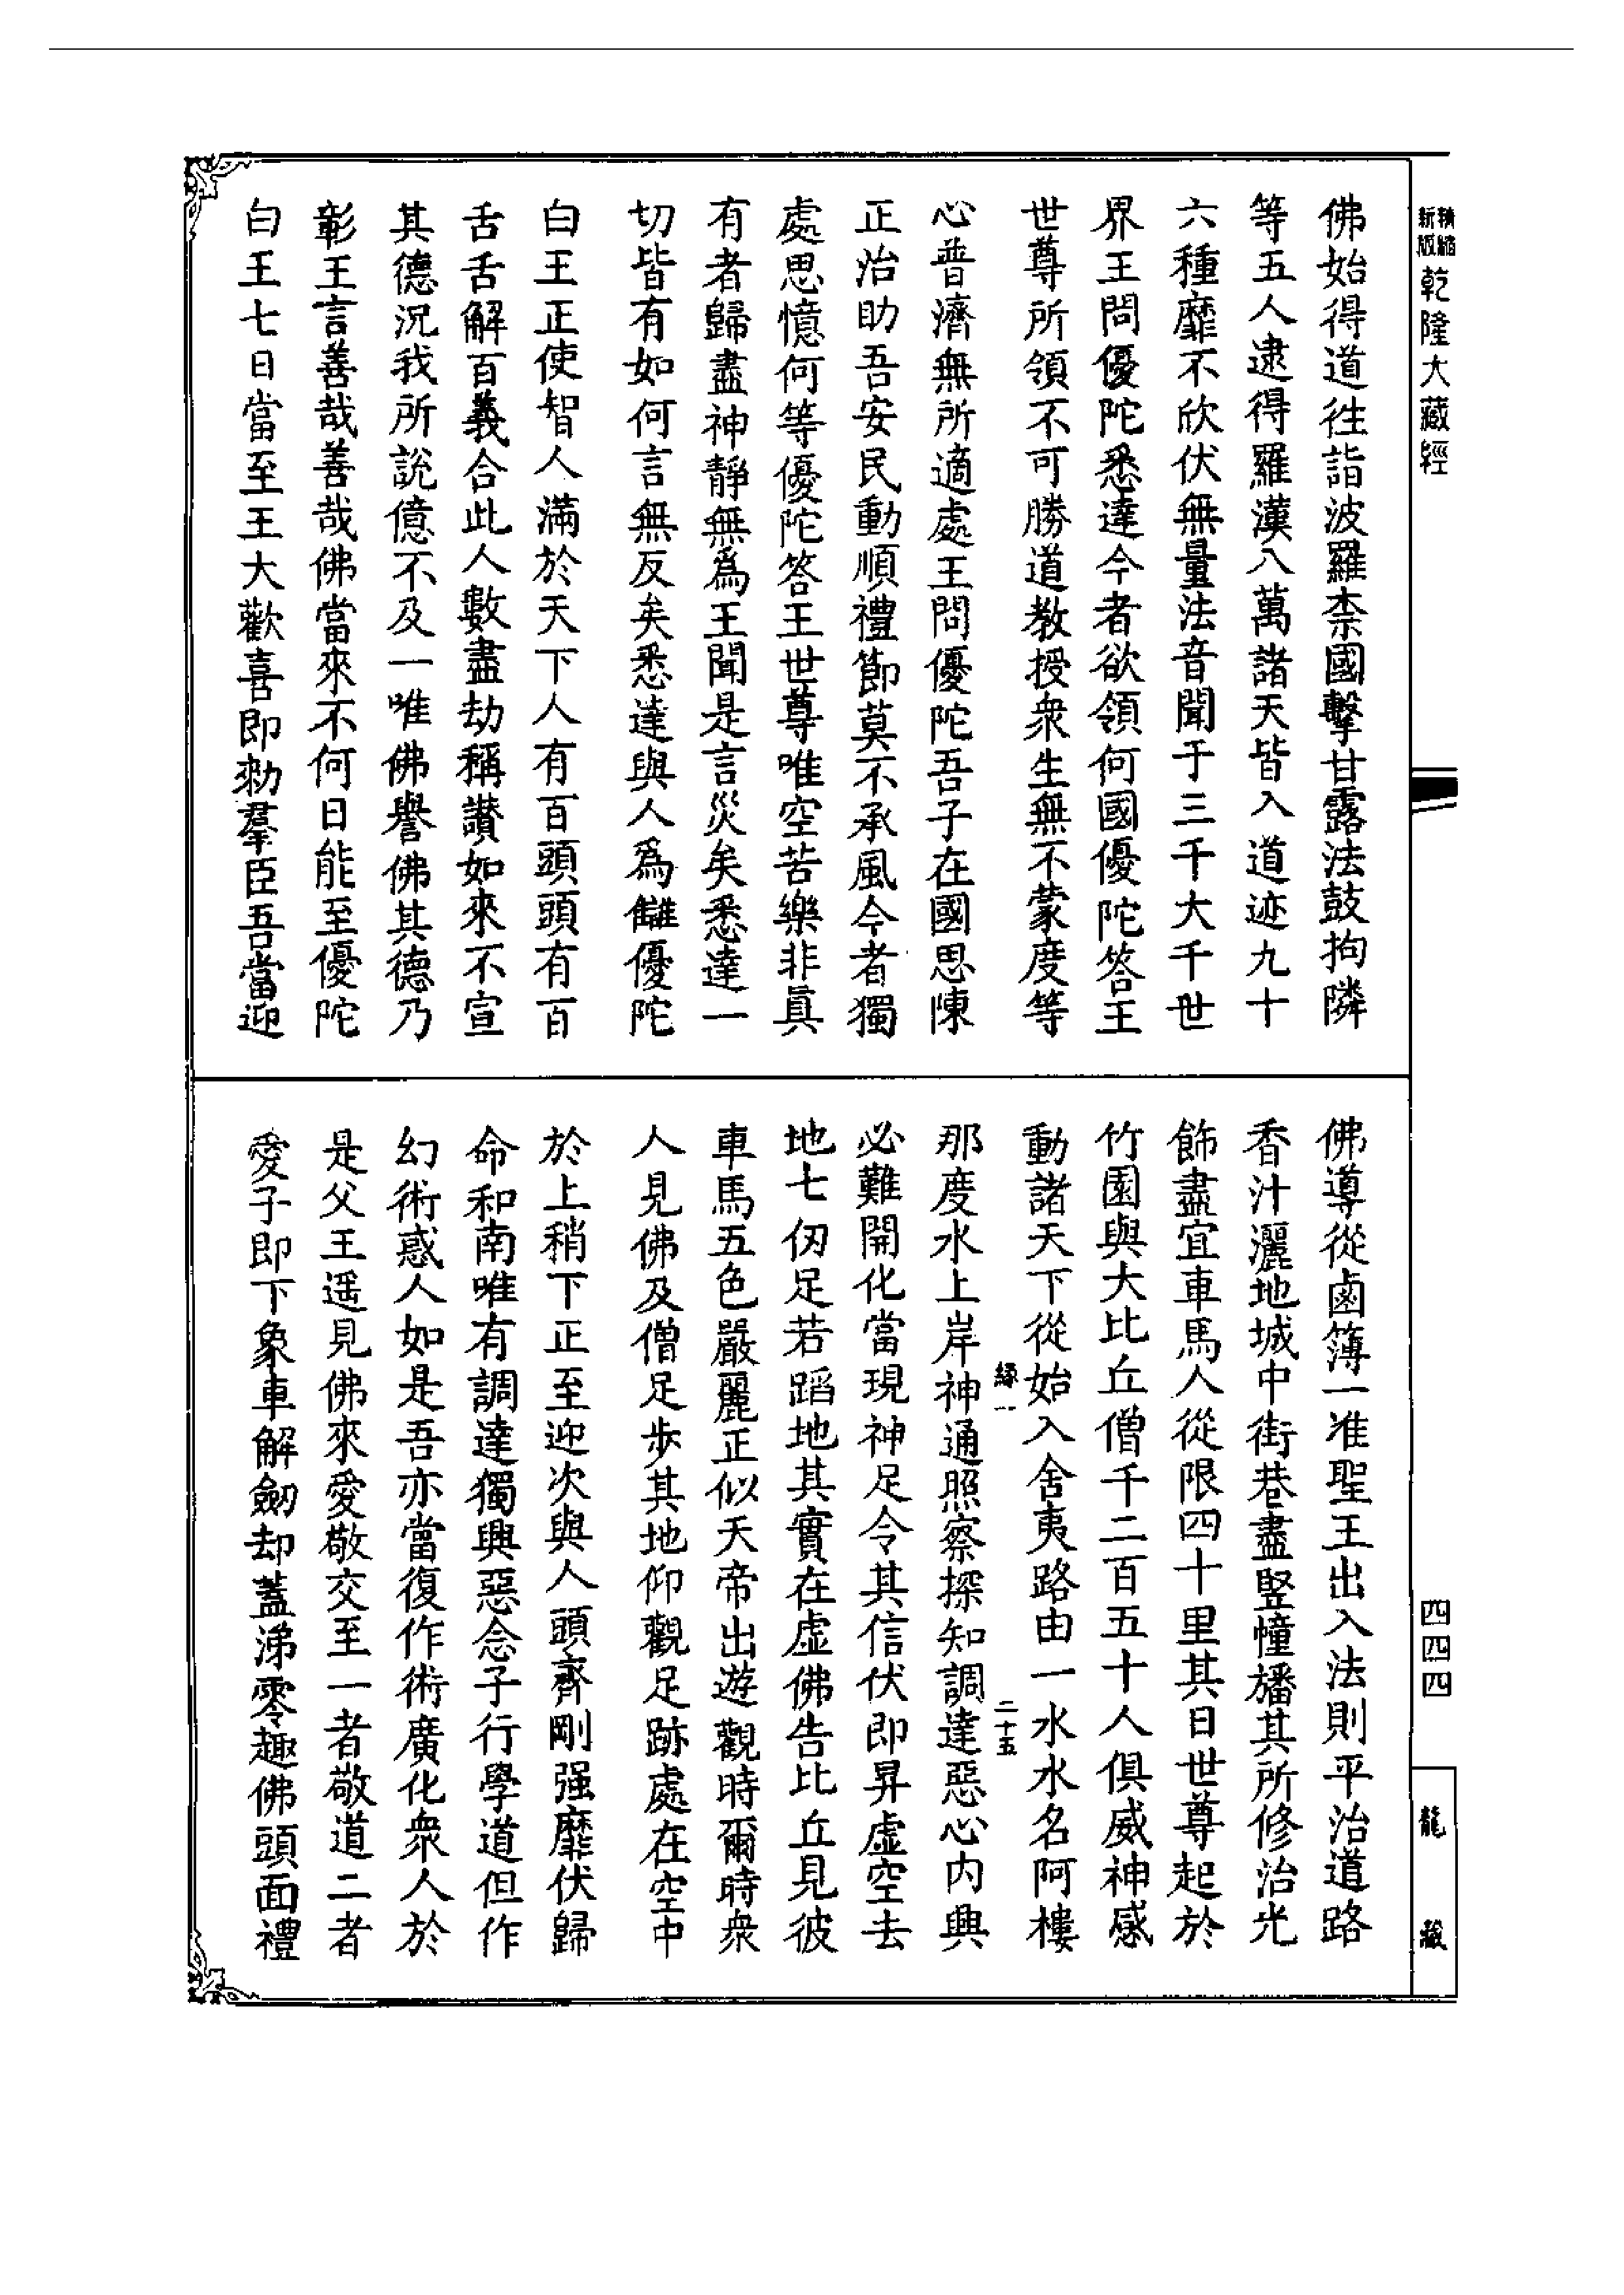 精縮
新版
乾隆大藏經
佛始得道往詣波羅柰國擊甘露法鼓拘隣
等五人逮得羅漢八萬諸天皆入道迹九十
六種靡不欣伏無量法音聞于三千大千世
界王問優陀悉達今者欲領何國優陀答王
世尊所領不可勝道教授衆生無不蒙度等
心普濟無所適處王問優陀吾子在國思陳
正治助吾安民動順禮節莫不承風今者獨
處思憶何等優陀答王世尊唯空苦樂非眞
有者歸盡神靜無爲王聞是言災矣悉達一
切皆有如何言無反矣悉達與人爲讎優陀
白王正使智人滿於天下人有百頭頭有百
舌舌解百義合此人數盡劫稱讚如來不宣
其德況我所說億不及一唯佛譽佛其德乃
彰王言善哉善哉佛當來不何日能至優陀
白王七日當至王大歡喜即勑羣臣吾當迎
佛導從鹵簿一准聖王出入法則平治道路
香汁灑地城中街巷盡竪幢旛其所修治光
飾盡宜車馬人從限四十里其日世尊起於
竹園與大比丘僧千二百五十人俱威神感
動諸天下從始入舍夷路由一水水名阿樓
緣一
二十五
那度水上岸神通照察探知調達惡心內興
必難開化當現神足令其信伏即昇虛空去
地七仞足若蹈地其實在虛佛告比丘見彼
車馬五色嚴麗正似天帝出遊觀時爾時衆
人見佛及僧足步其地仰觀足跡處在空中
於上稍下正至迎次與人頭齊剛强靡伏歸
命和南唯有調達獨興惡念子行學道但作
幻術惑人如是吾亦當復作術廣化衆人於
是父王遥見佛來愛敬交至一者敬道二者
愛子即下象車解劒却蓋涕零趣佛頭面禮
四四四
龍
藏